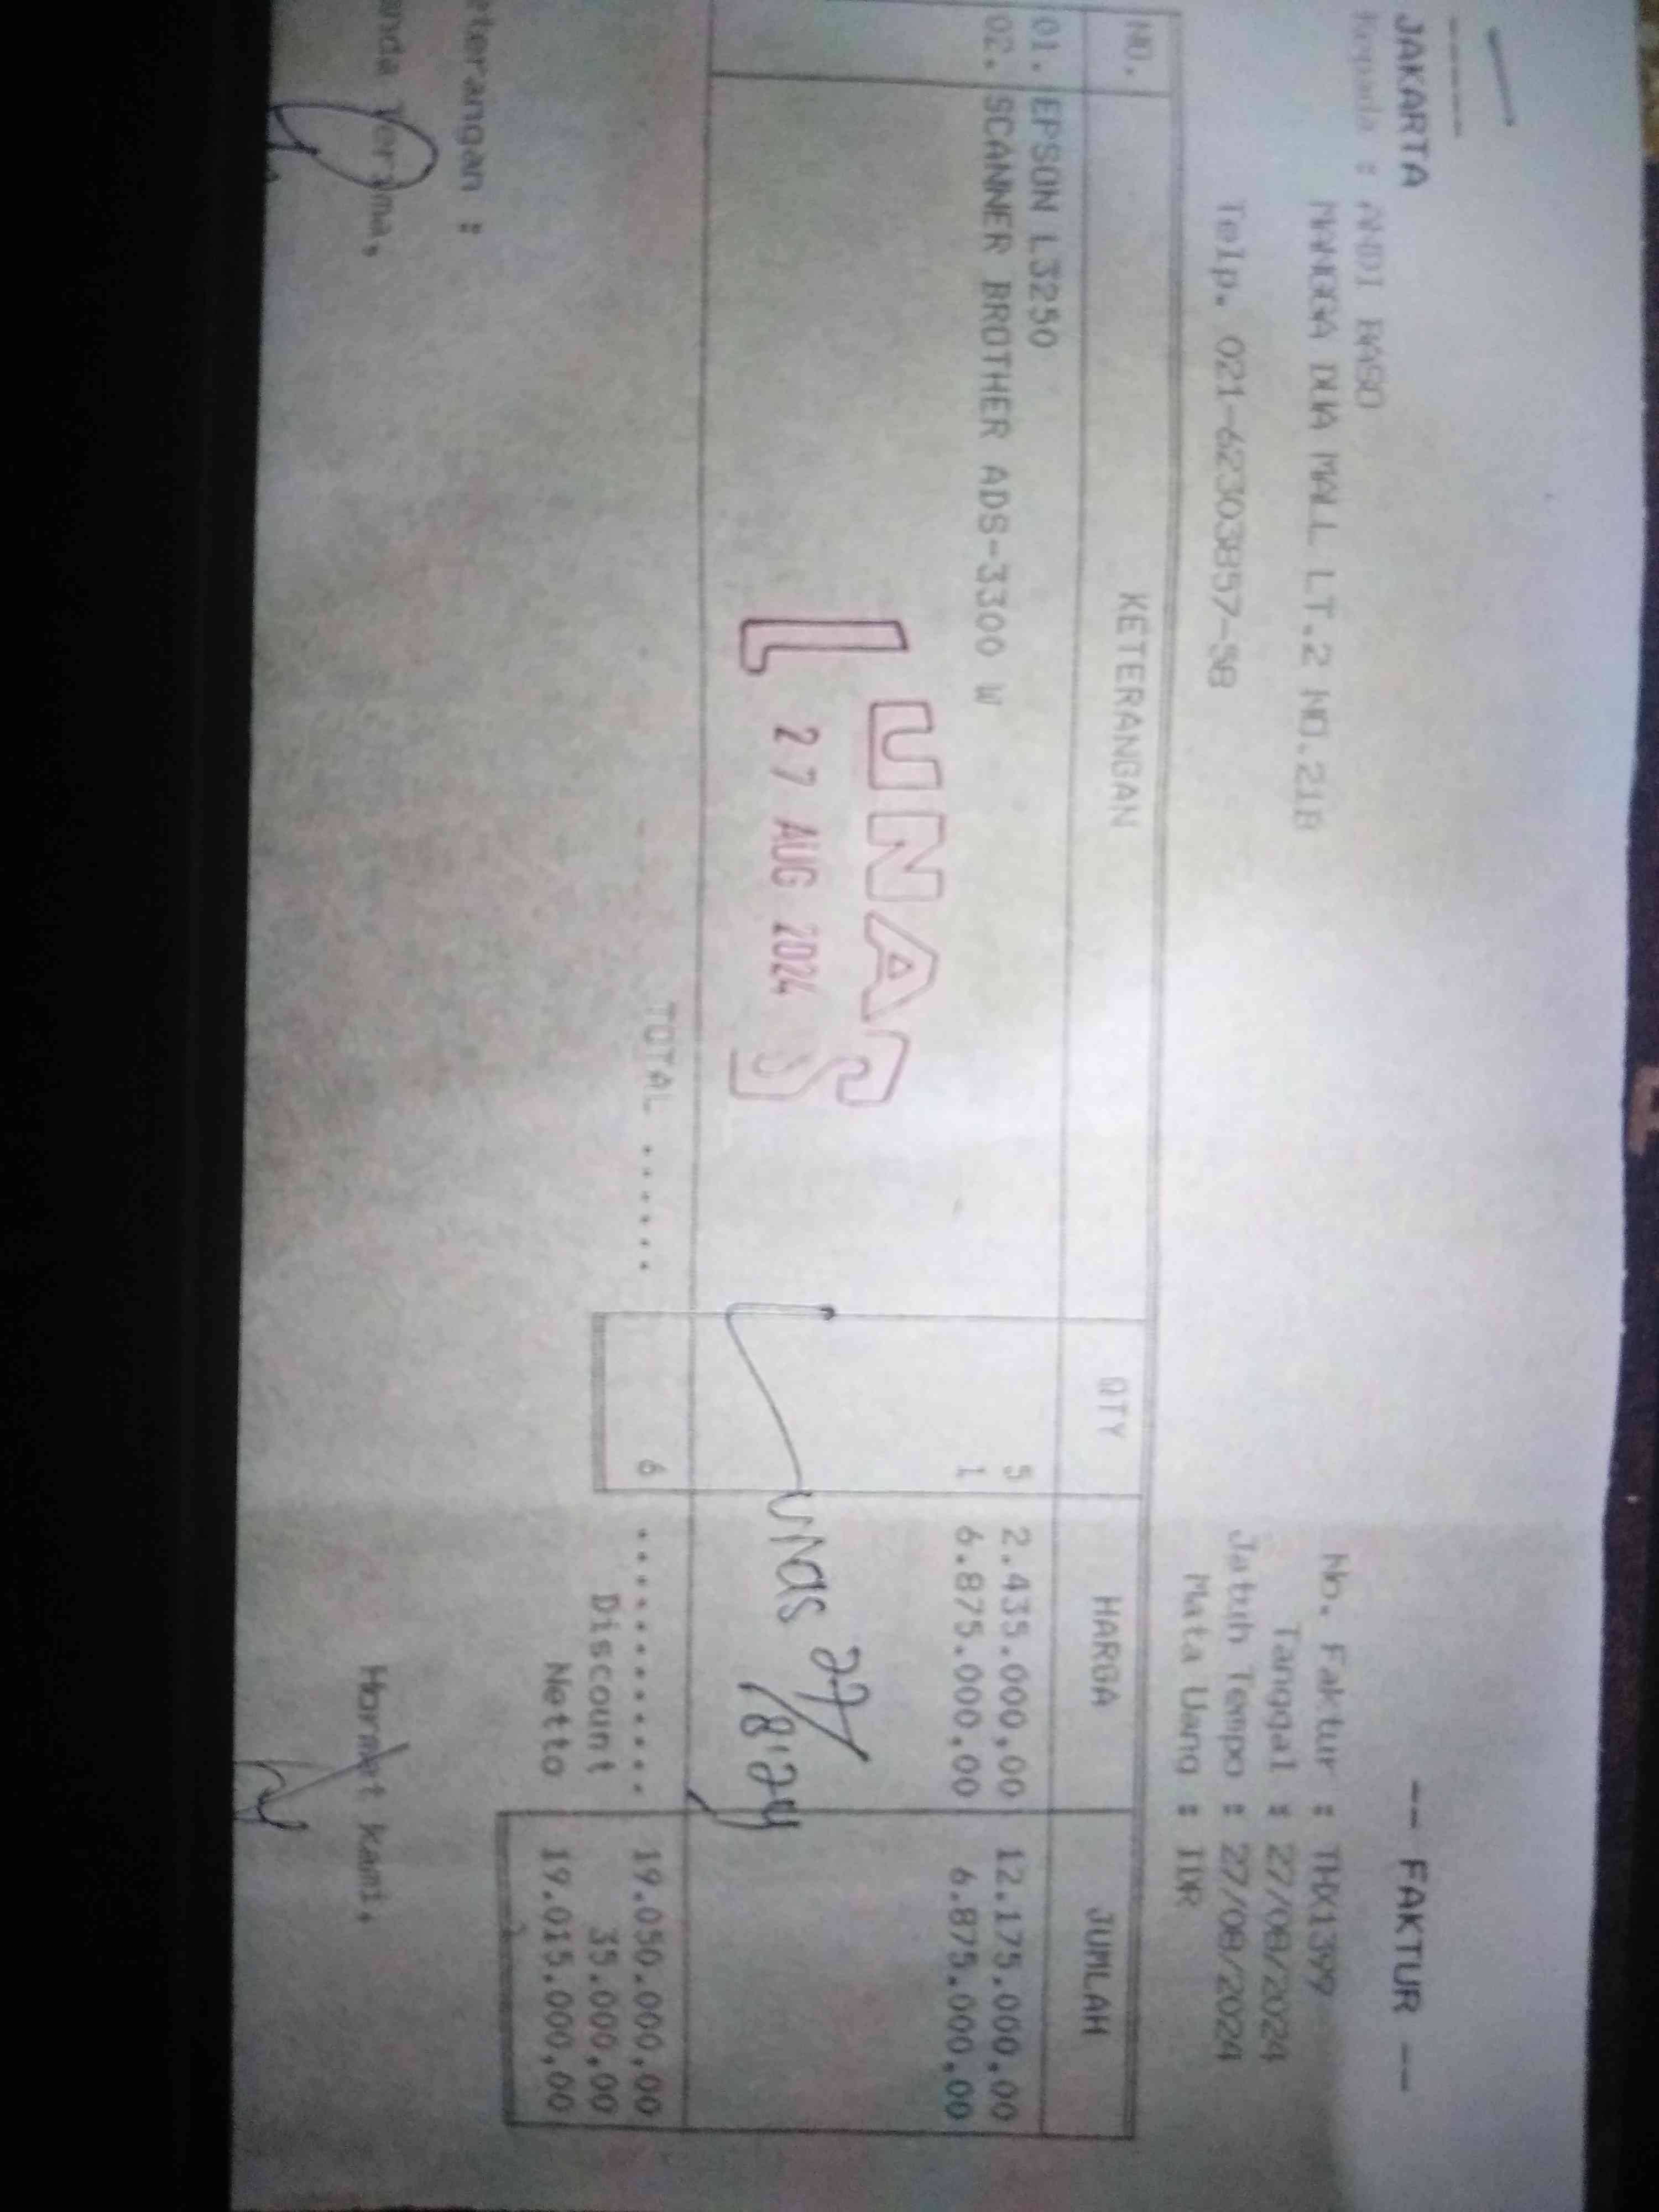 -- FAKTUR --
JAKARTA
Kepada : ANDI BASO
No. Faktur : THX1399
MANGGA DUA MALL LT.2 NO.21B
Tanggal : 27/08/2024
Jatuh Tempo : 27/08/2024
Telp. 021-62303857-58
Mata Uang : IDR
NO. KETERANGAN QTY HARGA JUMLAH
01. EPSON L3250 5 2.435.000,00 12.175.000,00
02. SCANNER BROTHER ADS-3300 W 1 6.875.000,00 6.875.000,00
LUNAS
27 AUG 2024
Lunas 27/8'24
TOTAL ...... 6 .......... 19.050.000,00
Discount 35.000,00
Netto 19.015.000,00
eterangan :
Hormat kami,
anda terima,